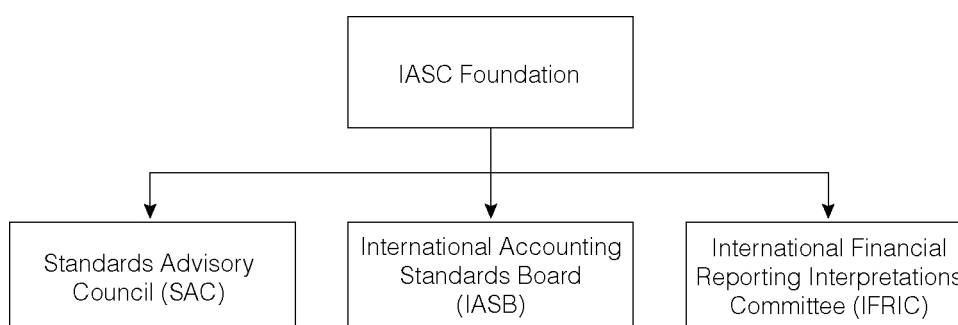 IASC Foundation
Standards Advisory
Council (SAC)
International Accounting
Standards Board
(IASB)
International Financial
Reporting Interpretations
Committee (IFRIC)